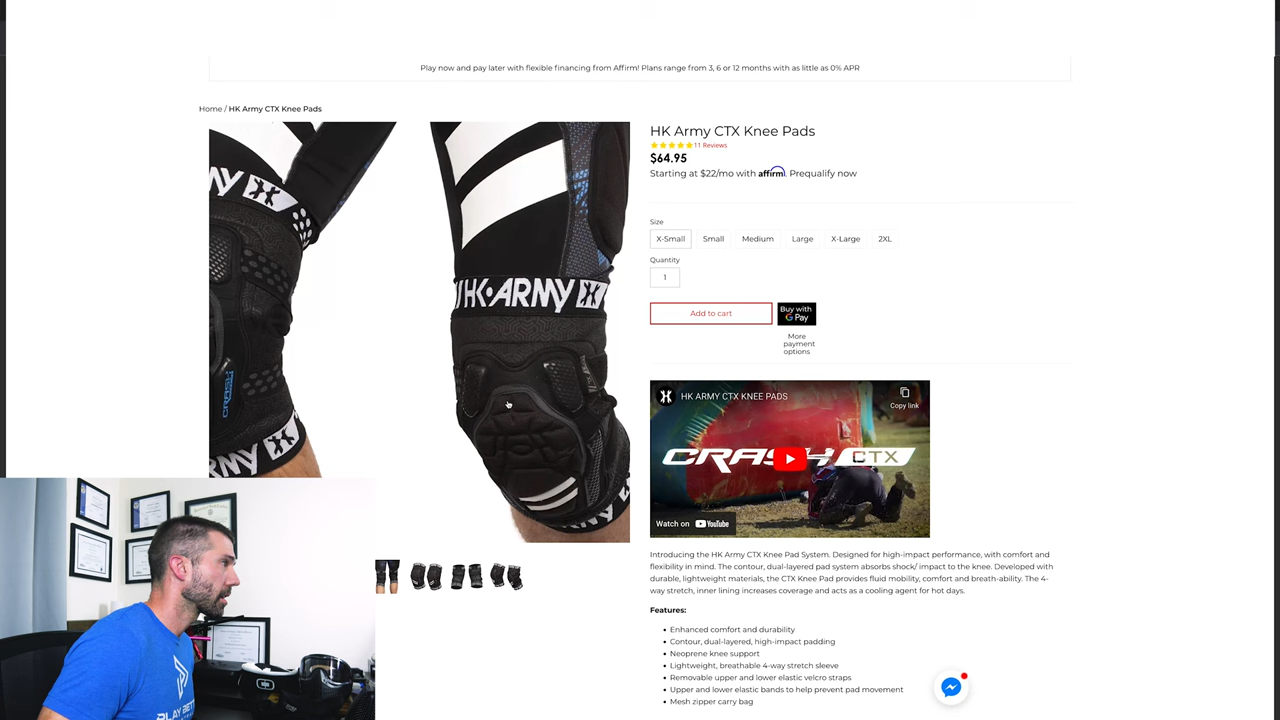 Play now and pay later with flexible financing from Affirm! Plans range from 3, 6 or 12 months with as little as 0% APR
Home / HK Army CTX Knee Pads
HK Army CTX Knee Pads
11 Reviews
$64.95
Starting at $22/mo with affirm. Prequalify now
Size
X-Small Small Medium Large X-Large 2XL
Quantity
1
Add to cart
Buy with
G Pay
More
payment
options
HK ARMY
CRASH
HK ARMY CTX KNEE PADS
Copy link
CRASH CTX
Watch on YouTube
Introducing the HK Army CTX Knee Pad System. Designed for high-impact performance, with comfort and
flexibility in mind. The contour, dual-layered pad system absorbs shock/ impact to the knee. Developed with
durable, lightweight materials, the CTX Knee Pad provides fluid mobility, comfort and breath-ability. The 4-
way stretch, inner lining increases coverage and acts as a cooling agent for hot days.
Features:
Enhanced comfort and durability
Contour, dual-layered, high-impact padding
Neoprene knee support
Lightweight, breathable 4-way stretch sleeve
Removable upper and lower elastic velcro straps
Upper and lower elastic bands to help prevent pad movement
Mesh zipper carry bag